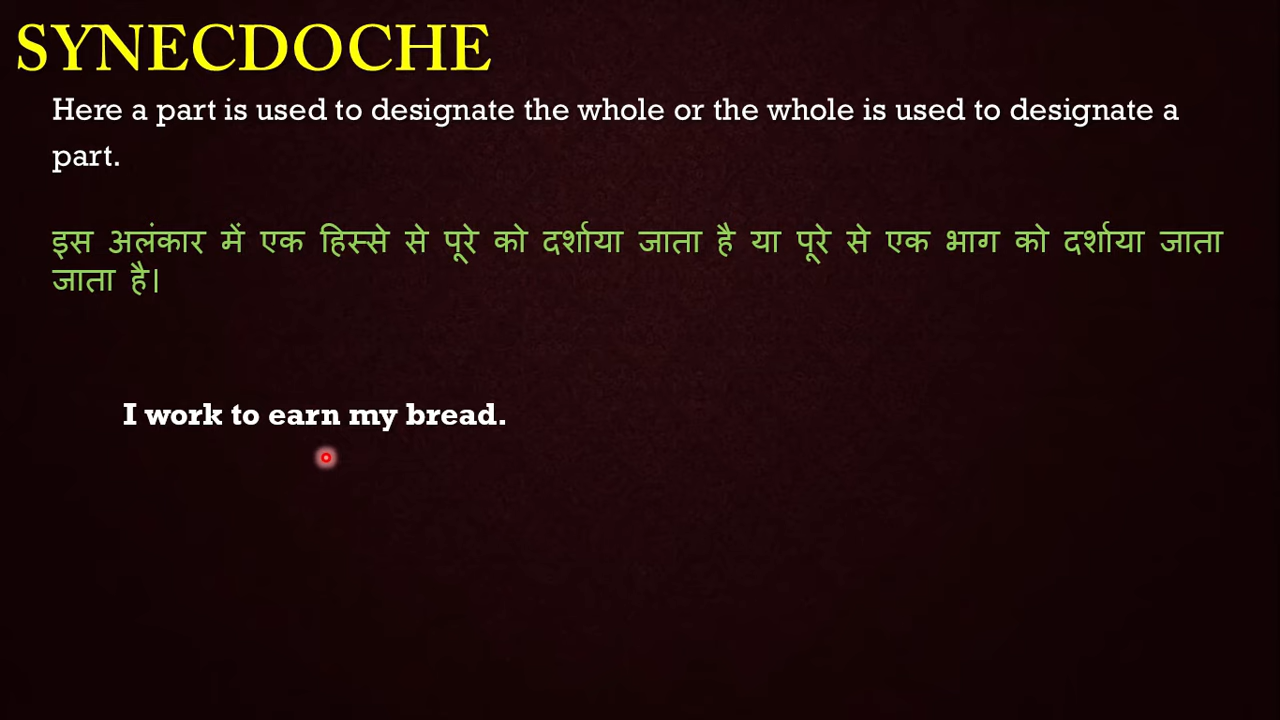 SYNECDOCHE
Here a part is used to designate the whole or the whole is used to designate a
part.
इस अलंकार में एक हिस्से से पूरे को दर्शाया जाता है या पूरे से एक भाग को दर्शाया जाता
जाता है।
I work to earn my bread.